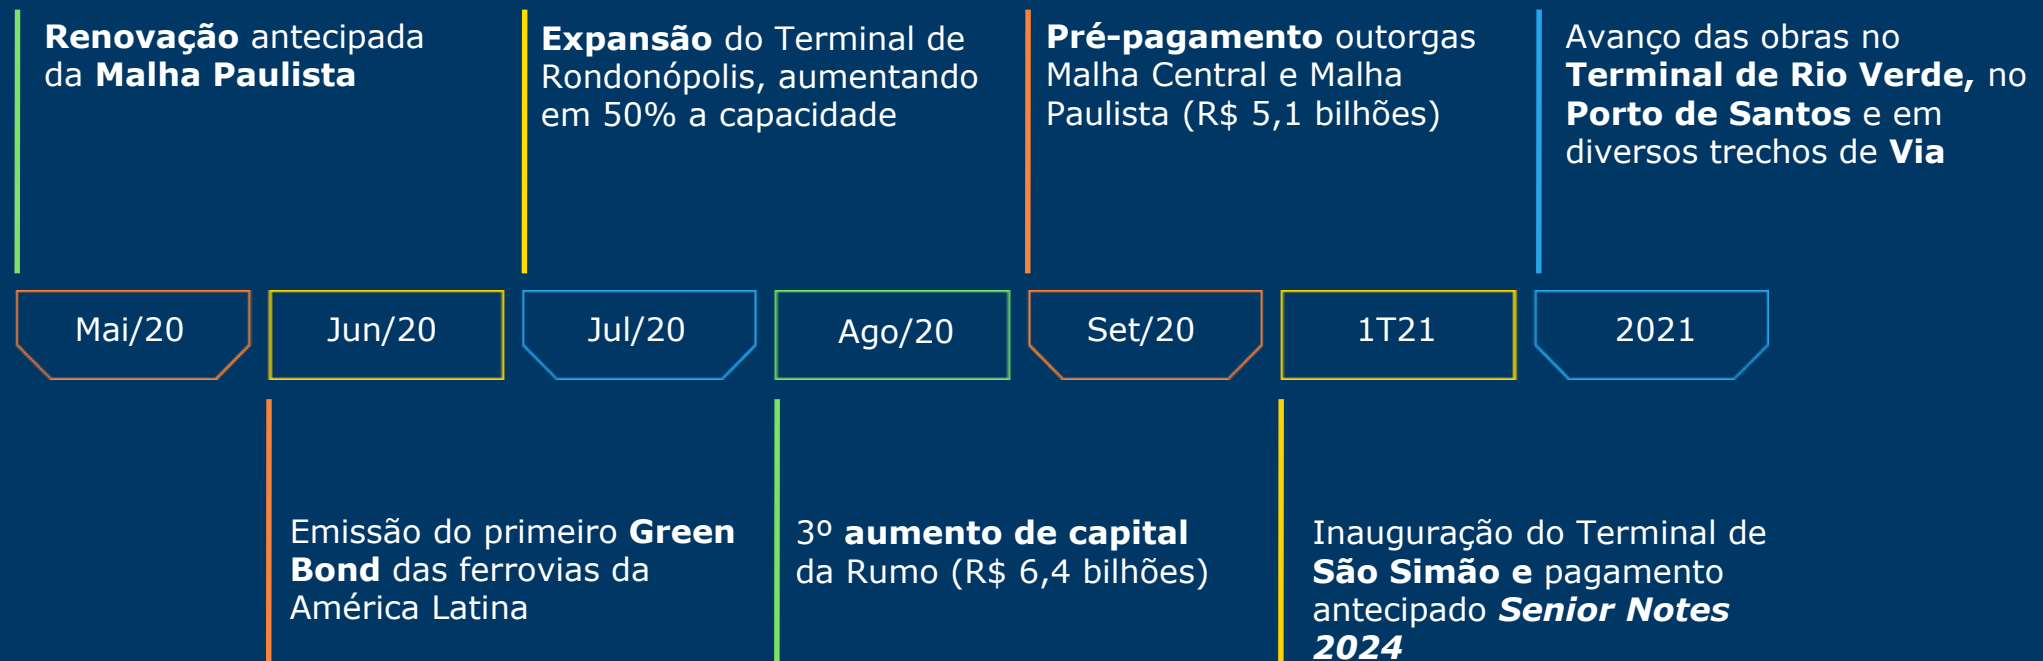 Renovação antecipada
da Malha Paulista
Expansão do Terminal de
Rondonópolis, aumentando
em 50% a capacidade
Pré-pagamento outorgas
Malha Central e Malha
Paulista (R$ 5,1 bilhões)
Avanço das obras no
Terminal de Rio Verde, no
Porto de Santos e em
diversos trechos de Via
Mai/20
Jun/20
Jul/20
Ago/20
Set/20
1T21
2021
Emissão do primeiro Green
Bond das ferrovias da
América Latina
3º aumento de capital
da Rumo (R$ 6,4 bilhões)
Inauguração do Terminal de
São Simão e pagamento
antecipado Senior Notes
2024